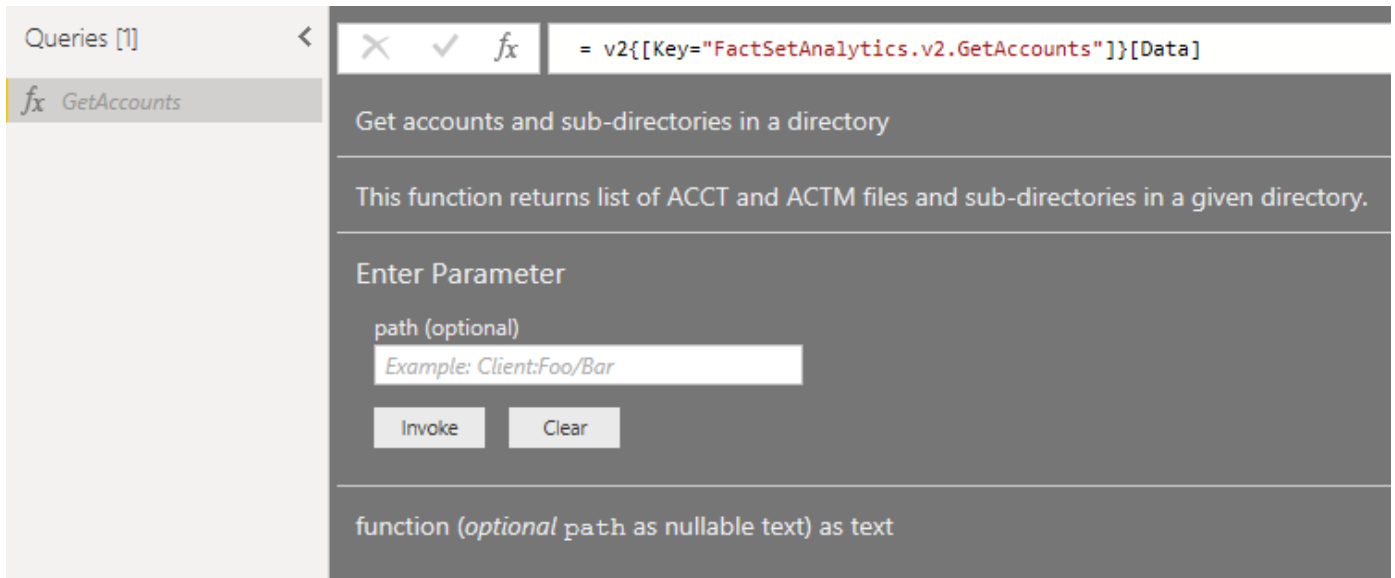 Queries [1]
<
fx
= v2{[Key="FactSetAnalytics.v2.GetAccounts"]}[Data]
fx GetAccounts
Get accounts and sub-directories in a directory
This function returns list of ACCT and ACTM files and sub-directories in a given directory.
Enter Parameter
path (optional)
Example: Client:Foo/Bar
Invoke Clear
function (optional path as nullable text) as text